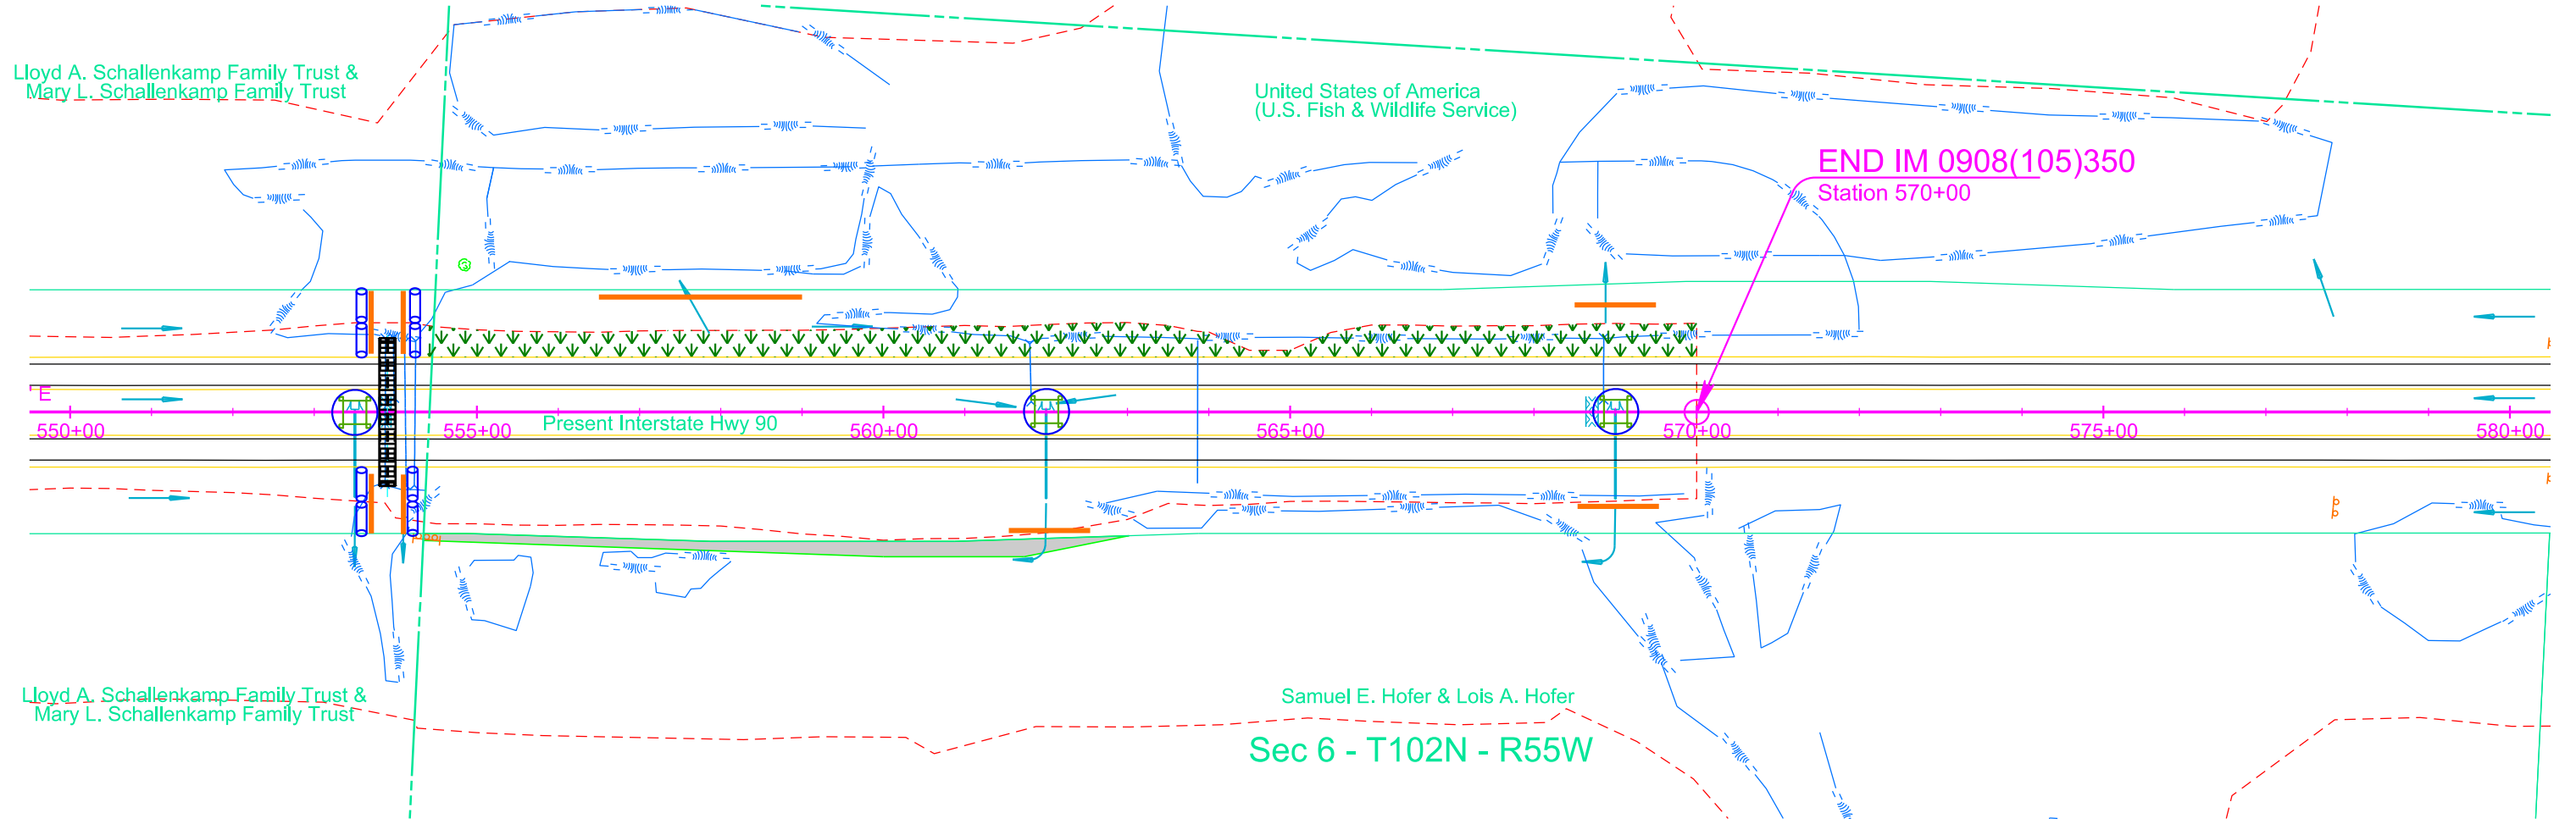 Lloyd A. Schallenkamp Family Trust &
Mary L. Schallenkamp Family Trust
United States of America
(U.S. Fish & Wildlife Service)
END IM 0908(105)350
Station 570+00
E
550+00
555+00
Present Interstate Hwy 90
560+00
565+00
570+00
575+00
580+00
Lloyd A. Schallenkamp Family Trust &
Mary L. Schallenkamp Family Trust
Samuel E. Hofer & Lois A. Hofer
Sec 6 - T102N - R55W